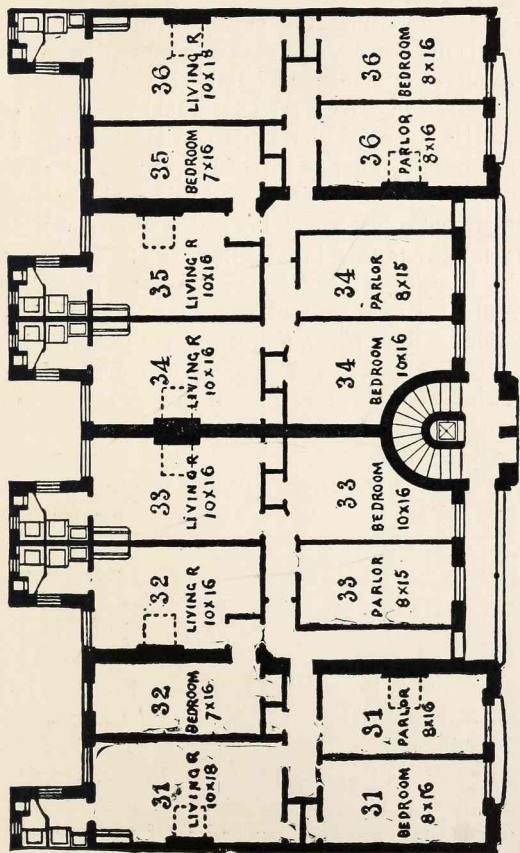 36
LIVING R
10X18
36
BEDROOM
8X16
36
PARLOR
8X16
35
BEDROOM
7X16
35
LIVING R
10X16
34
PARLOR
8X15
34
LIVING R
10X16
34
BEDROOM
10X16
33
LIVING R
10X16
33
BEDROOM
10X16
33
PARLOR
8X15
32
LIVING R
10X16
32
BEDROOM
7X16
31
PARLOR
8X16
31
LIVING R
10X18
31
BEDROOM
8X16